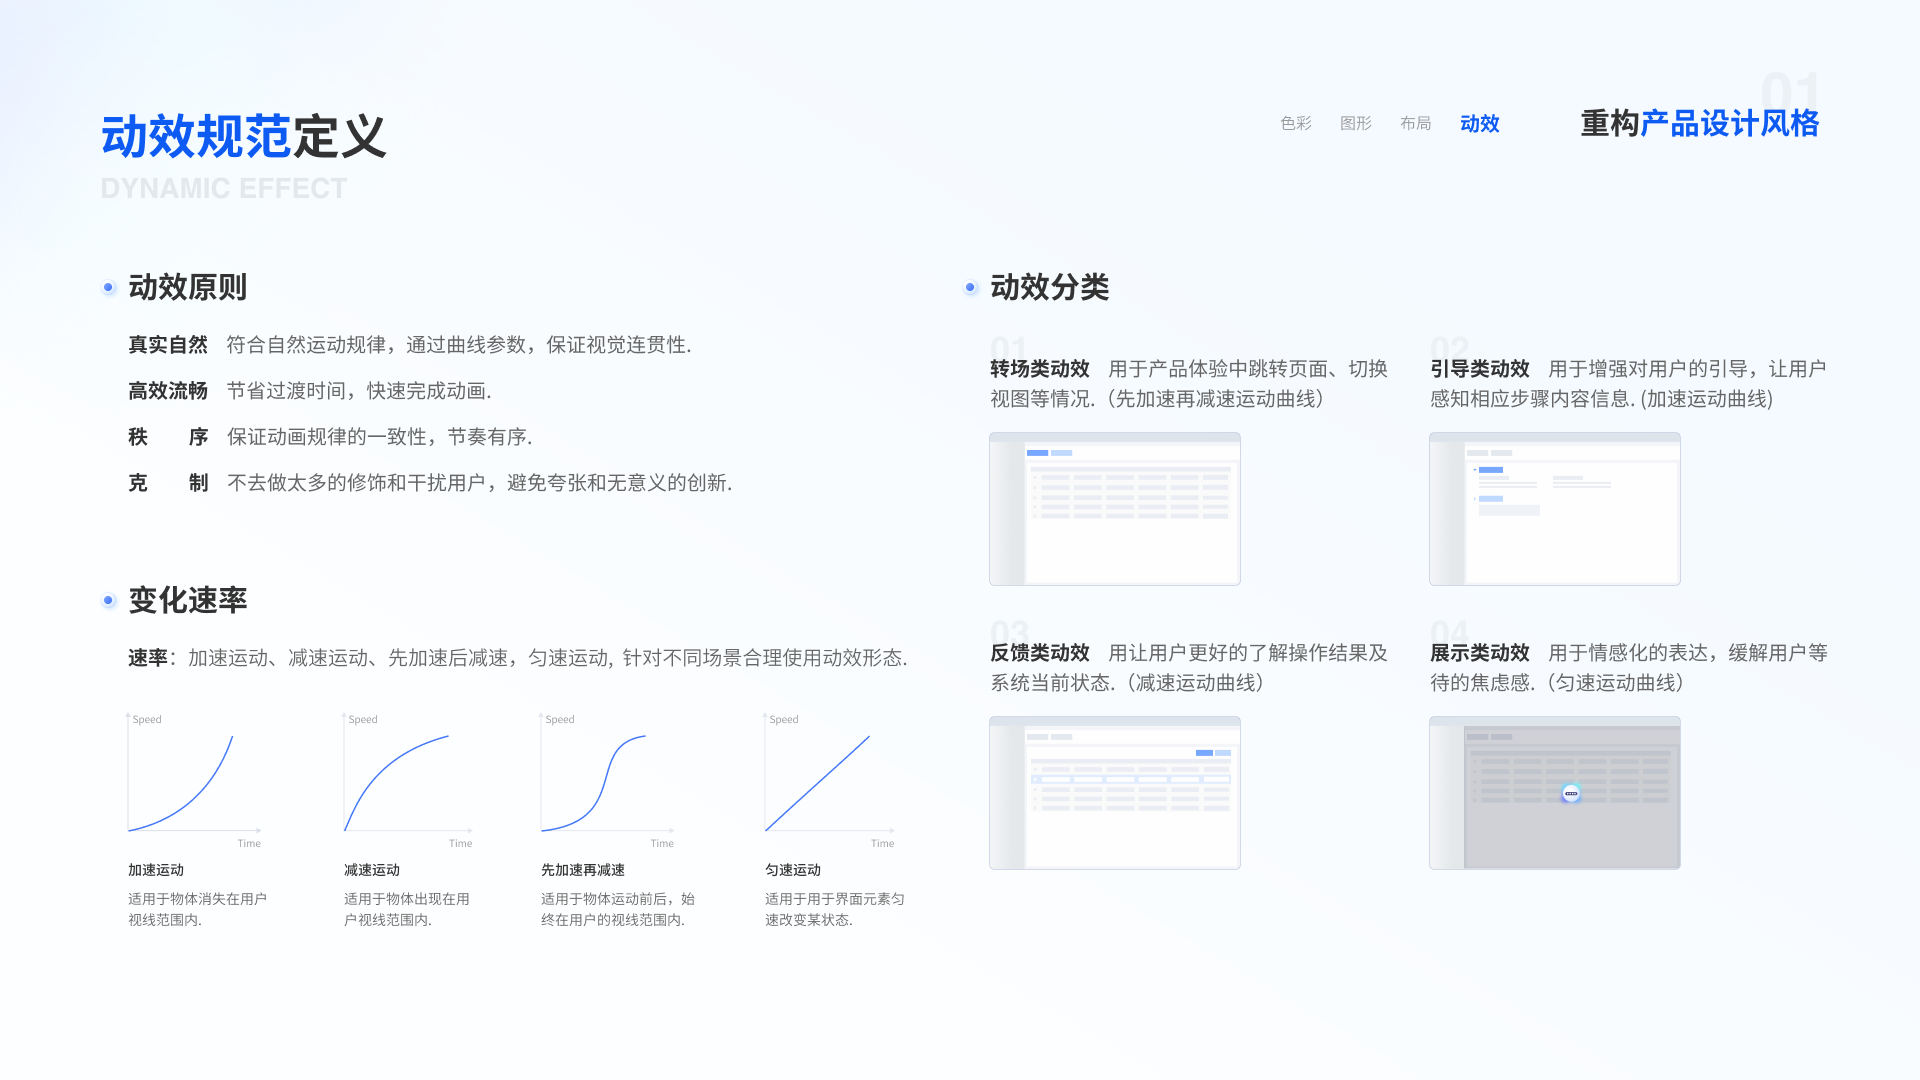 动效规范定义
DYNAMIC EFFECT
色彩 图形 布局 动效
01
重构产品设计风格
动效原则
真实自然 符合自然运动规律，通过曲线参数，保证视觉连贯性.
高效流畅 节省过渡时间，快速完成动画.
秩 序 保证动画规律的一致性，节奏有序.
克 制 不去做太多的修饰和干扰用户，避免夸张和无意义的创新.
变化速率
速率：加速运动、减速运动、先加速后减速，匀速运动, 针对不同场景合理使用动效形态.
Speed
Time
加速运动
适用于物体消失在用户
视线范围内.
Speed
Time
减速运动
适用于物体出现在用
户视线范围内.
Speed
Time
先加速再减速
适用于物体运动前后，始
终在用户的视线范围内.
Speed
Time
匀速运动
适用于用于界面元素匀
速改变某状态.
动效分类
01
转场类动效 用于产品体验中跳转页面、切换
视图等情况.（先加速再减速运动曲线）
02
引导类动效 用于增强对用户的引导，让用户
感知相应步骤内容信息. (加速运动曲线)
03
反馈类动效 用让用户更好的了解操作结果及
系统当前状态.（减速运动曲线）
04
展示类动效 用于情感化的表达，缓解用户等
待的焦虑感.（匀速运动曲线）